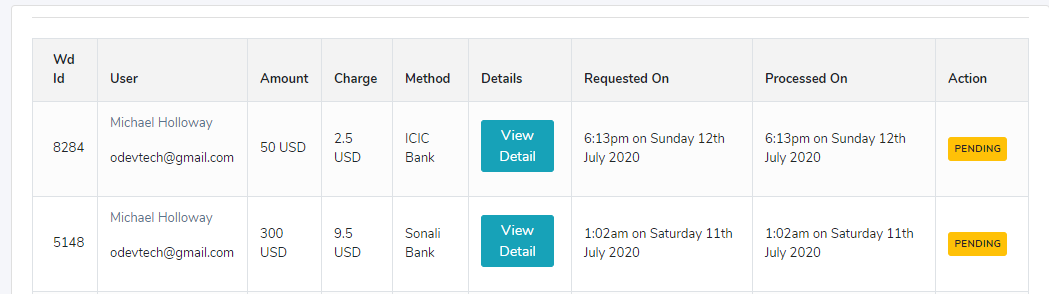 Wd
Id
User
Amount
Charge
Method
Details
Requested On
Processed On
Action
8284
Michael Holloway
odevtech@gmail.com
50 USD
2.5
USD
ICIC
Bank
View
Detail
6:13pm on Sunday 12th
July 2020
6:13pm on Sunday 12th
July 2020
PENDING
5148
Michael Holloway
odevtech@gmail.com
300
USD
9.5
USD
Sonali
Bank
View
Detail
1:02am on Saturday 11th
July 2020
1:02am on Saturday 11th
July 2020
PENDING